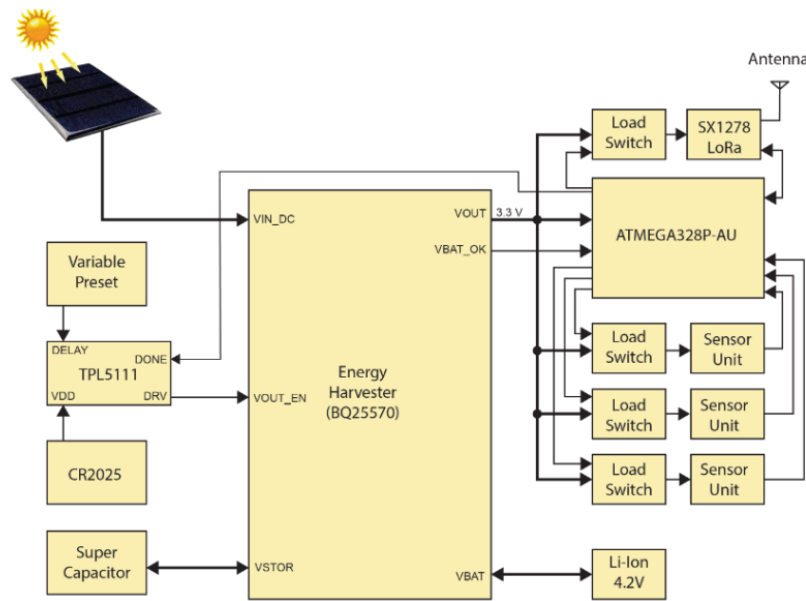 Antenna
Load
Switch
SX1278
LoRa
VIN_DC
VOUT
3.3 V
VBAT_OK
ATMEGA328P-AU
Variable
Preset
DELAY
DONE
TPL5111
VDD
DRV
VOUT_EN
Energy
Harvester
(BQ25570)
Load
Switch
Sensor
Unit
Load
Switch
Sensor
Unit
Load
Switch
Sensor
Unit
CR2025
Super
Capacitor
VSTOR
VBAT
Li-Ion
4.2V